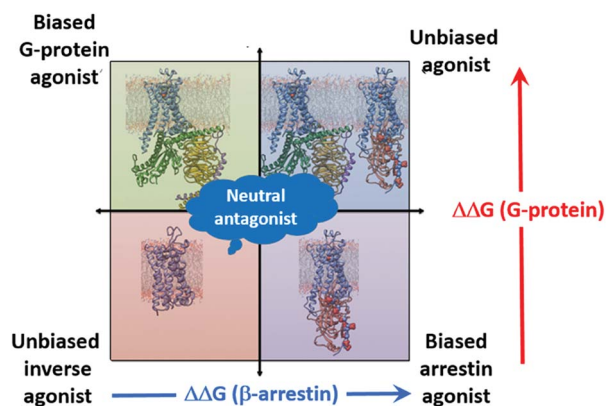 Biased
G-protein
agonist
Unbiased
agonist
Neutral
antagonist
ΔΔG (G-protein)
Unbiased
inverse
agonist
ΔΔG (β-arrestin)
Biased
arrestin
agonist